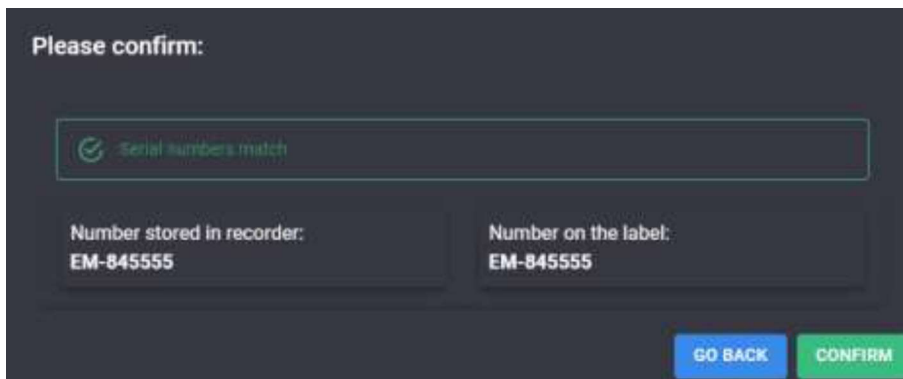 Please confirm:
Serial numbers match
Number stored in recorder:
EM-845555
Number on the label:
EM-845555
GO BACK
CONFIRM